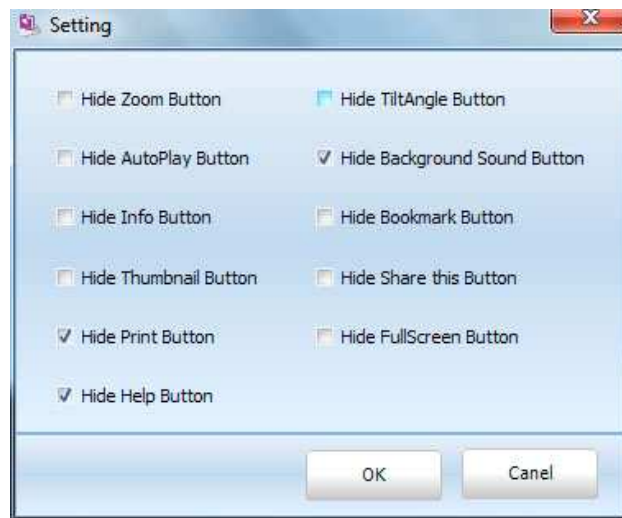 Setting
Hide Zoom Button
Hide TiltAngle Button
Hide AutoPlay Button
Hide Background Sound Button
Hide Info Button
Hide Bookmark Button
Hide Thumbnail Button
Hide Share this Button
Hide Print Button
Hide FullScreen Button
Hide Help Button
OK
Canel